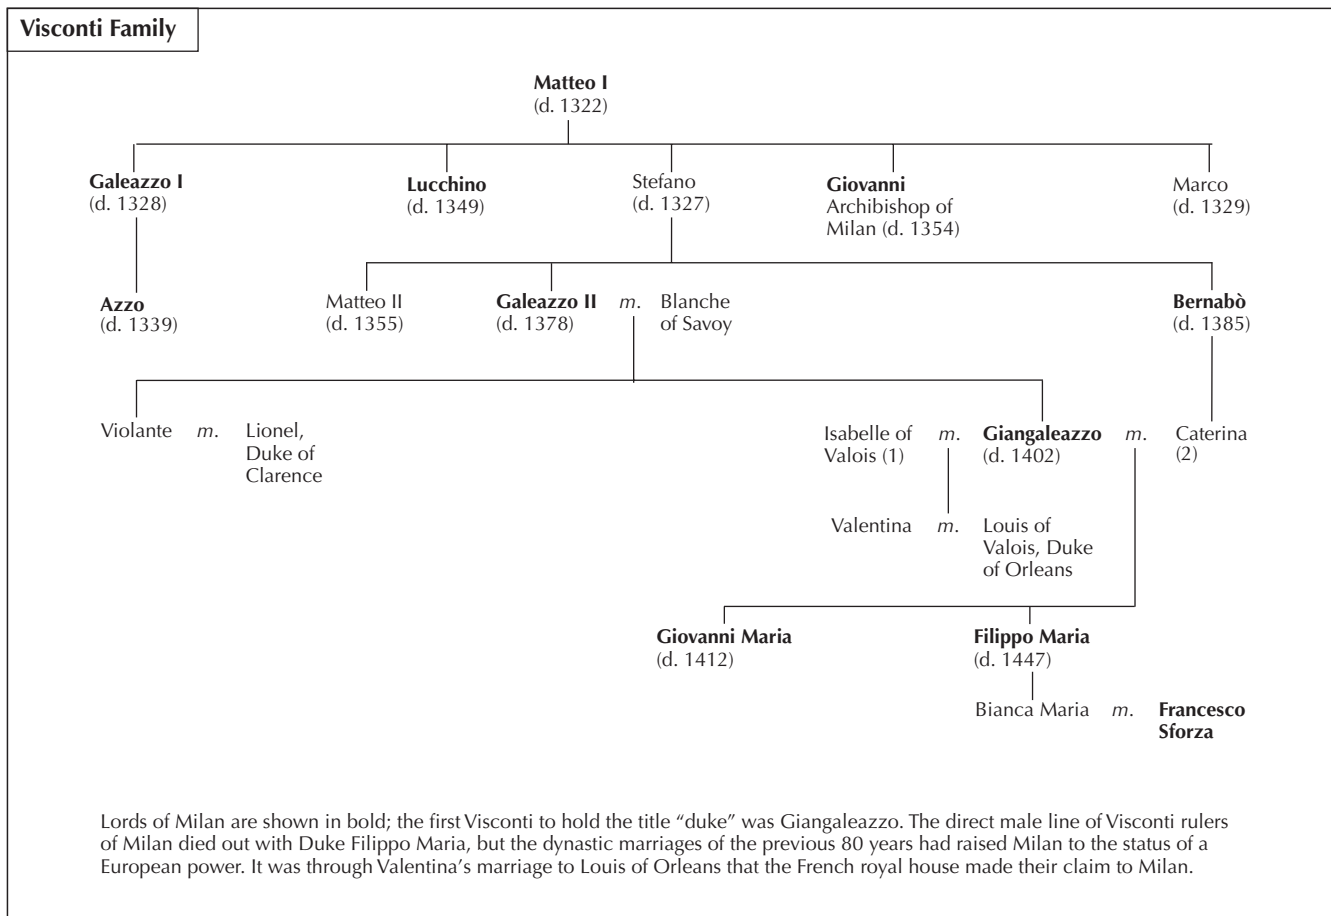 Visconti Family
Matteo I
(d. 1322)
Galeazzo I
(d. 1328)
Lucchino
(d. 1349)
Stefano
(d. 1327)
Giovanni
Archibishop of
Milan (d. 1354)
Marco
(d. 1329)
Azzo
(d. 1339)
Matteo II
(d. 1355)
Galeazzo II
(d. 1378)
m.
Blanche
of Savoy
Bernabò
(d. 1385)
Violante
m.
Lionel,
Duke of
Clarence
Isabelle of
Valois (1)
m.
Giangaleazzo
(d. 1402)
m.
Caterina
(2)
Valentina
m.
Louis of
Valois, Duke
of Orleans
Giovanni Maria
(d. 1412)
Filippo Maria
(d. 1447)
Bianca Maria
m.
Francesco
Sforza
Lords of Milan are shown in bold; the first Visconti to hold the title “duke” was Giangaleazzo. The direct male line of Visconti rulers
of Milan died out with Duke Filippo Maria, but the dynastic marriages of the previous 80 years had raised Milan to the status of a
European power. It was through Valentina’s marriage to Louis of Orleans that the French royal house made their claim to Milan.